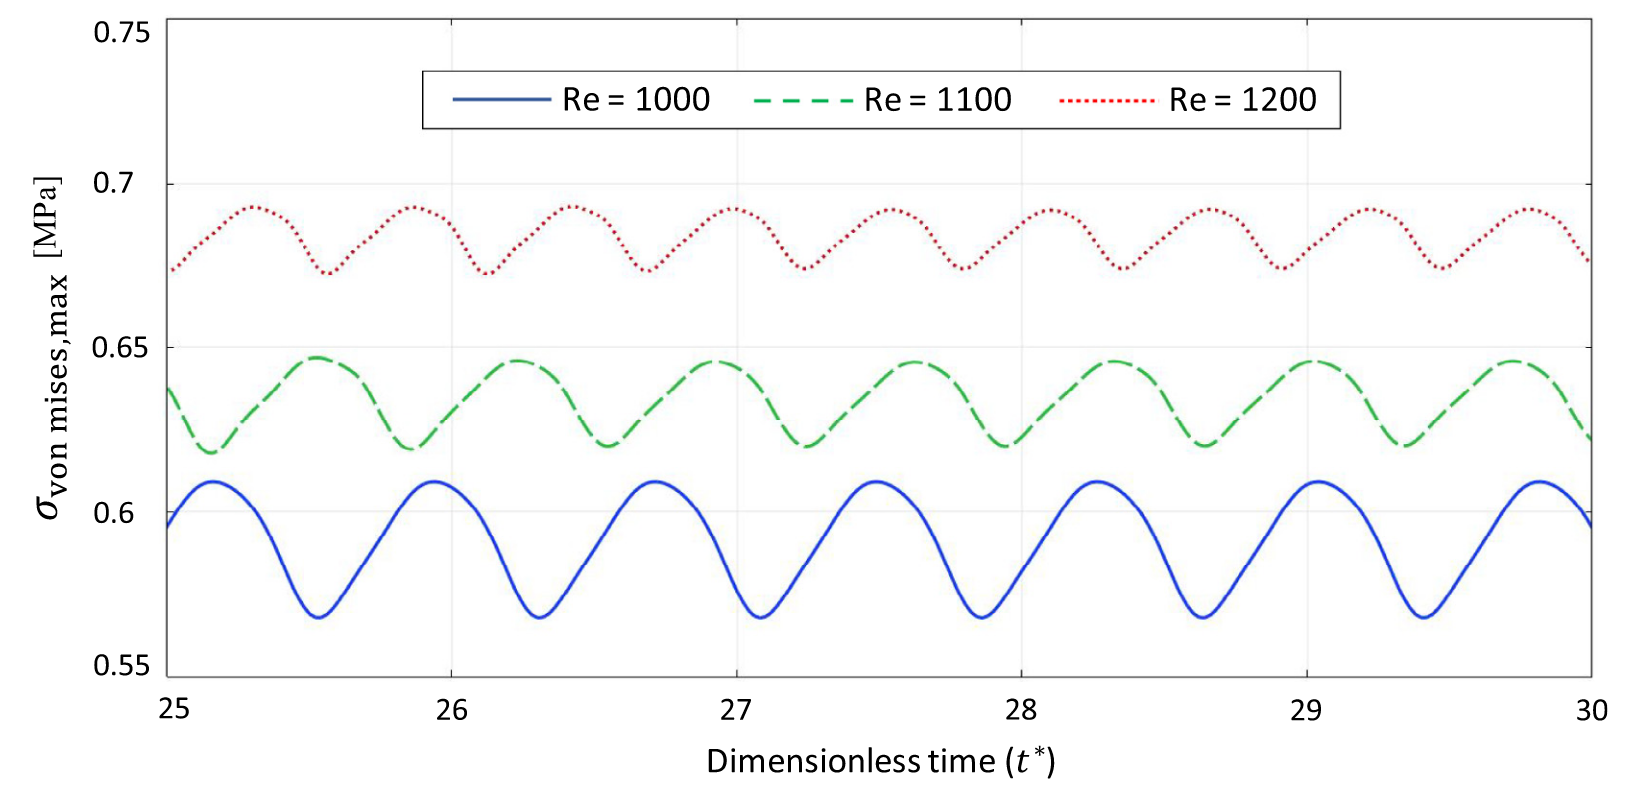 0.75
0.7
0.65
0.6
0.55
σvon mises,max [MPa]
Re = 1000 Re = 1100 Re = 1200
25 26 27 28 29 30
Dimensionless time (t*)